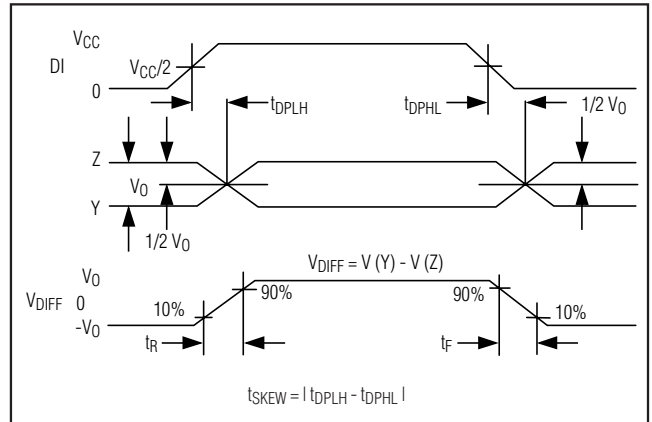 VCC
DI
VCC/2
0
tDPLH
tDPHL
1/2 VO
Z
VO
Y
1/2 VO
VDIFF = V (Y) - V (Z)
VO
VDIFF 0
-VO
10%
90%
90%
10%
tR
tF
tSKEW = | tDPLH - tDPHL |